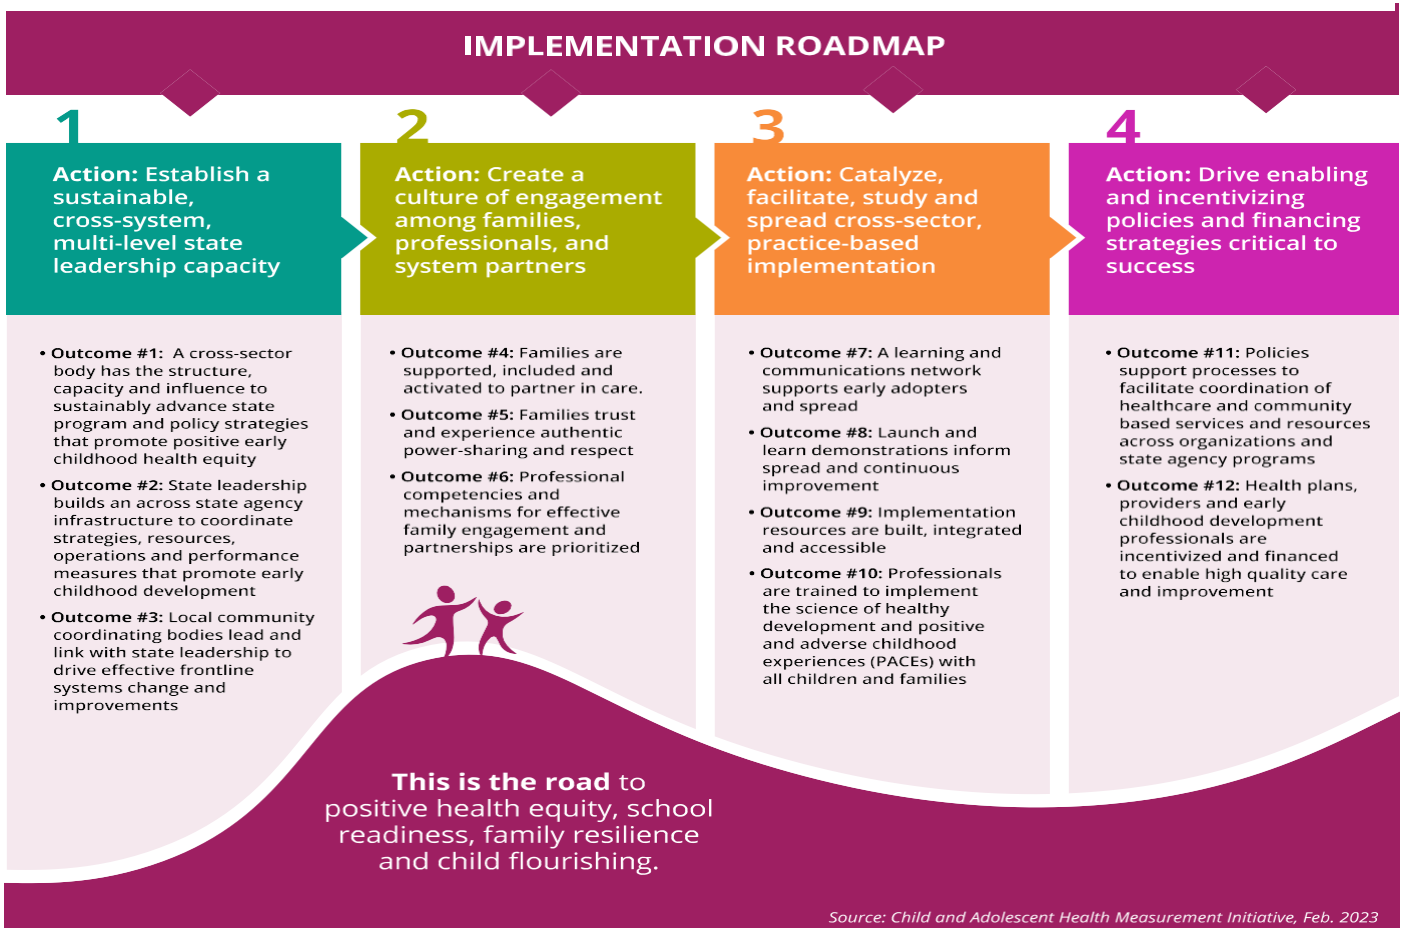 IMPLEMENTATION ROADMAP
1
Action: Establish a
sustainable,
cross-system,
multi-level state
leadership capacity
• Outcome #1: A cross-sector
body has the structure,
capacity and influence to
sustainably advance state
program and policy strategies
that promote positive early
childhood health equity
• Outcome #2: State leadership
builds an across state agency
infrastructure to coordinate
strategies, resources,
operations and performance
measures that promote early
childhood development
• Outcome #3: Local community
coordinating bodies lead and
link with state leadership to
drive effective frontline
systems change and
improvements
2
Action: Create a
culture of engagement
among families,
professionals, and
system partners
• Outcome #4: Families are
supported, included and
activated to partner in care.
• Outcome #5: Families trust
and experience authentic
power-sharing and respect
• Outcome #6: Professional
competencies and
mechanisms for effective
family engagement and
partnerships are prioritized
3
Action: Catalyze,
facilitate, study and
spread cross-sector,
practice-based
implementation
• Outcome #7: A learning and
communications network
supports early adopters
and spread
• Outcome #8: Launch and
learn demonstrations inform
spread and continuous
improvement
• Outcome #9: Implementation
resources are built, integrated
and accessible
• Outcome #10: Professionals
are trained to implement
the science of healthy
development and positive
and adverse childhood
experiences (PACEs) with
all children and families
4
Action: Drive enabling
and incentivizing
policies and financing
strategies critical to
success
• Outcome #11: Policies
support processes to
facilitate coordination of
healthcare and community
based services and resources
across organizations and
state agency programs
• Outcome #12: Health plans,
providers and early
childhood development
professionals are
incentivized and financed
to enable high quality care
and improvement
This is the road to
positive health equity, school
readiness, family resilience
and child flourishing.
Source: Child and Adolescent Health Measurement Initiative, Feb. 2023